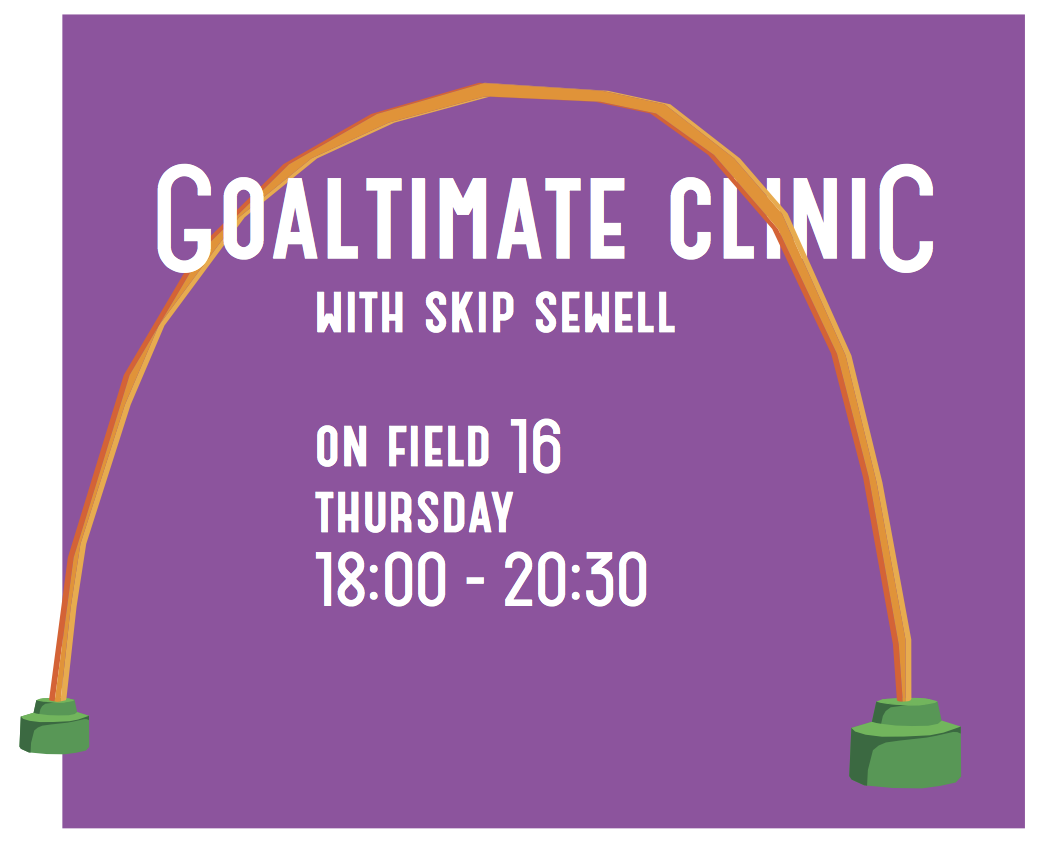 GOALTIMATE CLINIC
WITH SKIP SEWELL
ON FIELD 16
THURSDAY
18:00 - 20:30